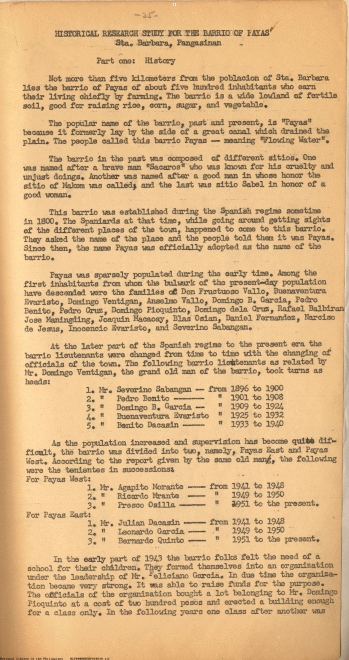 -25-
HISTORICAL RESEARCH STUDY FOR THE BARRIO OF PAYAS
Sta. Barbara, Pangasinan
Part one: History
Not more than five kilometers from the poblacion of Sta. Barbara
lies the barrio of Payas of about five hundred inhabitants who earn
their living chiefly by farming. The barrio is a wide lowland of fertile
soil, good for raising rice, corn, sugar, and vegetable.
The popular name of the barrio, past and present, is "Payas"
because it formerly lay by the side of a great canal which drained the
plain. The people called this barrio Payas -- meaning "Flowing Water".
The barrio in the past was composed of different sitios. One
was named after a brave man "Bacaros" who was known for his cruelty and
unjust doings. Another was named after a good man in whose honor the
sitio of Makom was called, and the last was sitio Sabel in honor of a
good woman.
This barrio was established during the Spanish regime sometime
in 1800. The Spaniards at that time, while going around getting sights
of the different places of the town, happened to come to this barrio.
They asked the name of the place and the people told them it was Payas.
Since then, the name Payas was officially adopted as the name of the
barrio.
Payas was sparsely populated during the early time. Among the
first inhabitants from whom the bulwark of the present-day population
have descended were the families of Don Fructuoso Vallo, Buenaventura
Evaristo, Domingo Ventigan, Anselmo Vallo, Domingo B. Garcia, Pedro
Benito, Pedro Cruz, Domingo Pioquinto, Domingo dela Cruz, Rafael Balbiran
Jose Maningding, Joaquin Macasey, Blas Caian, Daniel Fernandez, Narciso
de Jesus, Inocencio Evaristo, and Severino Sabangan.
At the later part of the Spanish regime to the present era the
barrio lieutenants were changed from time to time with the changing of
officials of the town. The following barrio lieutenants as related by
Mr. Domingo Ventigan, the grand old man of the barrio, took turns as
heads:
1. Mr. Severino Sabangan -- from 1896 to 1900
2. " Pedro Benito -------- " 1901 to 1908
3. " Domingo B. Garcia --- " 1909 to 1924
4. " Buenaventura Evaristo " 1925 to 1932
5. " Benito Dacasin ------ " 1933 to 1940
As the population increased and supervision has become quite dif-
ficult, the barrio was divided into two, namely, Payas East and Payas
West. According to the report given by the same old man, the following
were the tenientes in succession:
For Payas West:
1. Mr. Agapito Morante ---- from 1941 to 1948
2. " Ricardo Mrante ----- " 1949 to 1950
3. " Presco Osilla ------ " 1951 to the present.
For Payas East:
1. Mr. Julian Dacasin ----- from 1941 to 1948
2. " Leonardo Garcia ---- " 1949 to 1950
3. " Bernardo Quinto ---- " 1951 to the present.
In the early part of 1943 the barrio folks felt the need of a
school for their children. They formed themselves into an organization
under the leadership of Mr. Feliciano Garcia. In due time the organiza-
tion became very strong. It was able to raise funds for the purpose.
The officials of the organization bought a lot belonging to Mr. Domingo
Pioquinto at a cost of two hundred pesos and erected a building enough
for a class only. In the following years one class after another was